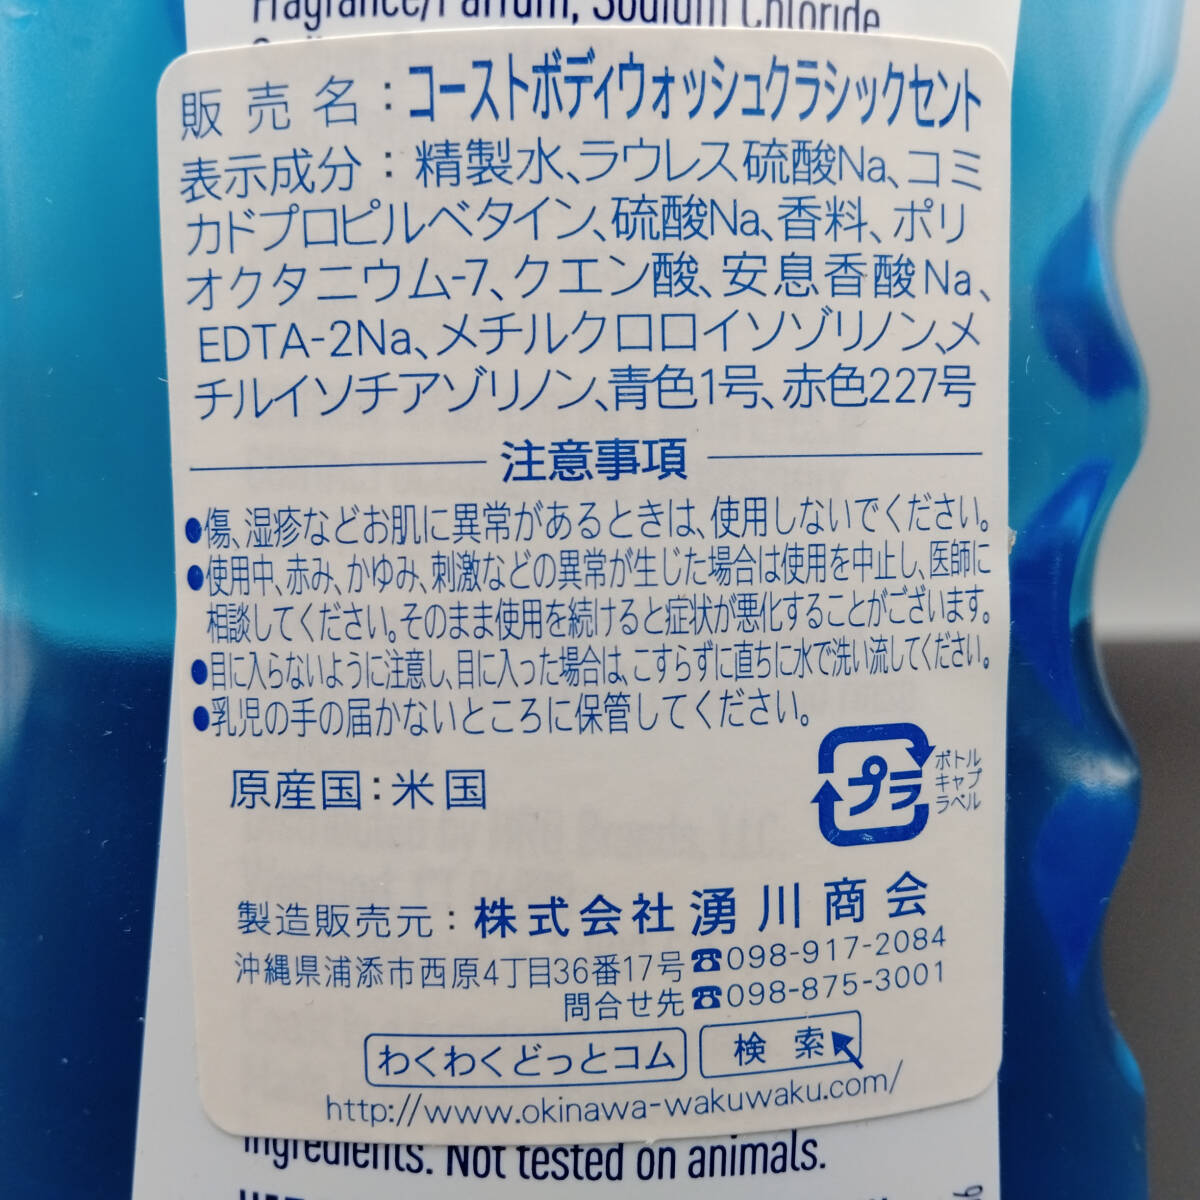 Fragrance/Parfum, Sodium Chloride
販売名：コーストボディウォッシュクラシックセント
表示成分：精製水、ラウレス硫酸Na、コミ
カドプロピルベタイン、硫酸Na、香料、ポリ
オクタニウム-7、クエン酸、安息香酸Na、
EDTA-2Na、メチルクロロイソゾリノン、メ
チルイソチアゾリノン、青色1号、赤色227号
注意事項
●傷、湿疹などお肌に異常があるときは、使用しないでください。
●使用中、赤み、かゆみ、刺激などの異常が生じた場合は使用を中止し、医師に
相談してください。そのまま使用を続けると症状が悪化することがございます。
●目に入らないように注意し、目に入った場合は、こすらずに直ちに水で洗い流してください。
●乳児の手の届かないところに保管してください。
原産国：米国
プラ
ボトル
キャプ
ラベル
製造販売元：株式会社湧川商会
沖縄県浦添市西原4丁目36番17号☎098-917-2084
問合せ先☎098-875-3001
わくわくどっとコム 検索
http://www.okinawa-wakuwaku.com/
ingredients. Not tested on animals.